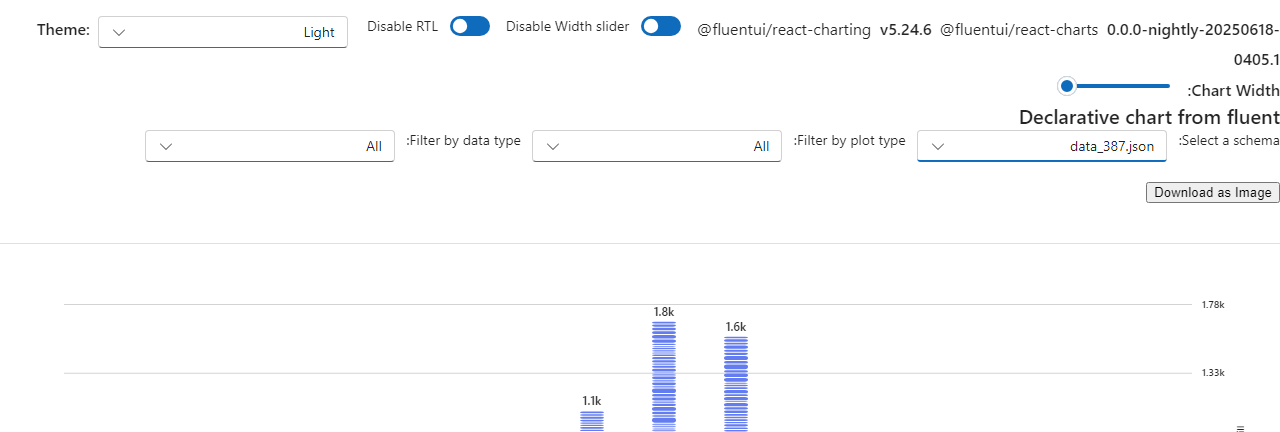 Theme: Light Disable RTL Disable Width slider @fluentui/react-charting v5.24.6 @fluentui/react-charts 0.0.0-nightly-20250618-
0405.1
:Chart Width
Declarative chart from fluent
:Select a schema data_387.json :Filter by plot type All :Filter by data type All
Download as Image
1.78k
1.8k
1.6k
1.33k
1.1k